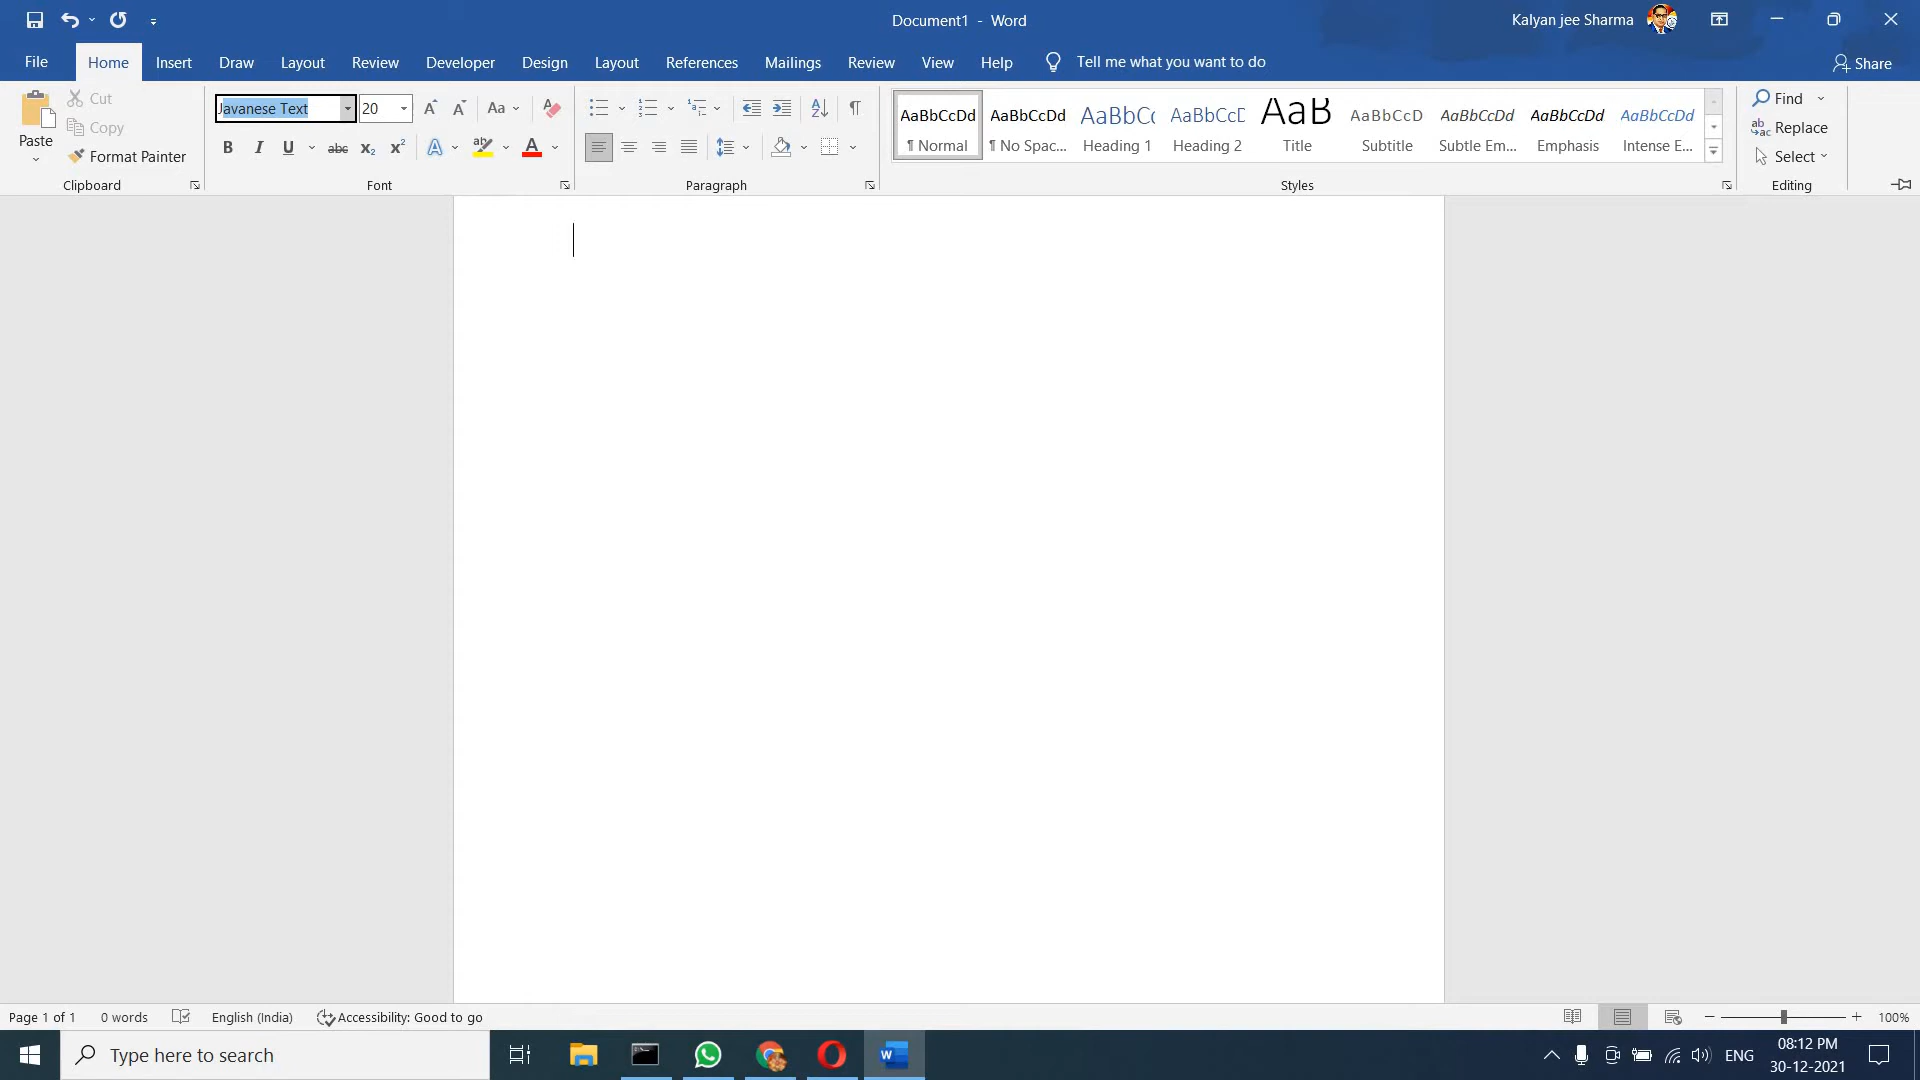 Document1 - Word
Kalyan jee Sharma
File Home Insert Draw Layout Review Developer Design Layout References Mailings Review View Help Tell me what you want to do Share
Paste
Cut
Copy
Format Painter
Clipboard
Javanese Text 20
Aa
B I U abc x₂ x² A ab A
Font
A Z
Paragraph
AaBbCcDd AaBbCcDd AaBbCc AaBbCcC AaB AaBbCcD AaBbCcDd AaBbCcDd AaBbCcDd
¶ Normal ¶ No Spac... Heading 1 Heading 2 Title Subtitle Subtle Em... Emphasis Intense E...
Styles
Find
Replace
Select
Editing
Page 1 of 1 0 words English (India) Accessibility: Good to go 100%
Type here to search
ENG
08:12 PM
30-12-2021